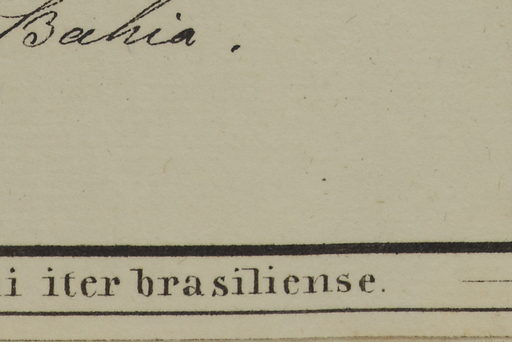 Bahia.
i iter brasiliense.